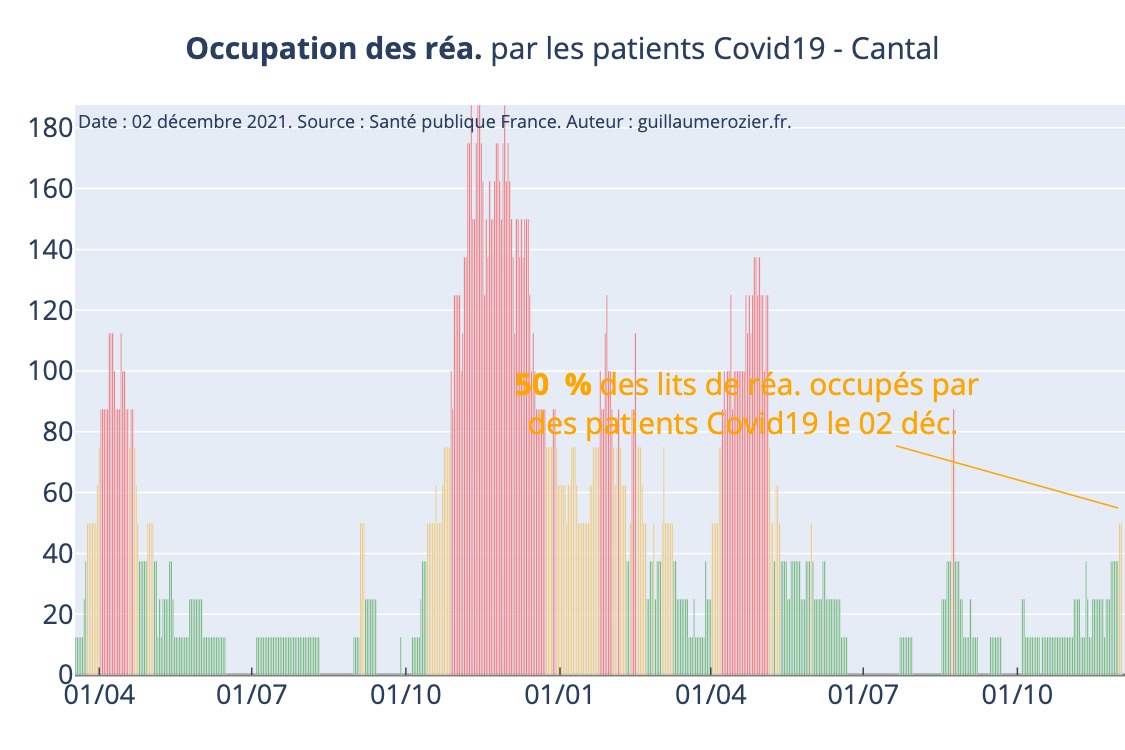 Occupation des réa. par les patients Covid19 - Cantal
180
Date : 02 décembre 2021. Source : Santé publique France. Auteur : guillaumerozier.fr.
160
140
120
100
50 % des lits de réa. occupés par
des patients Covid19 le 02 déc.
80
60
40
20
0
01/04 01/07 01/10 01/01 01/04 01/07 01/10